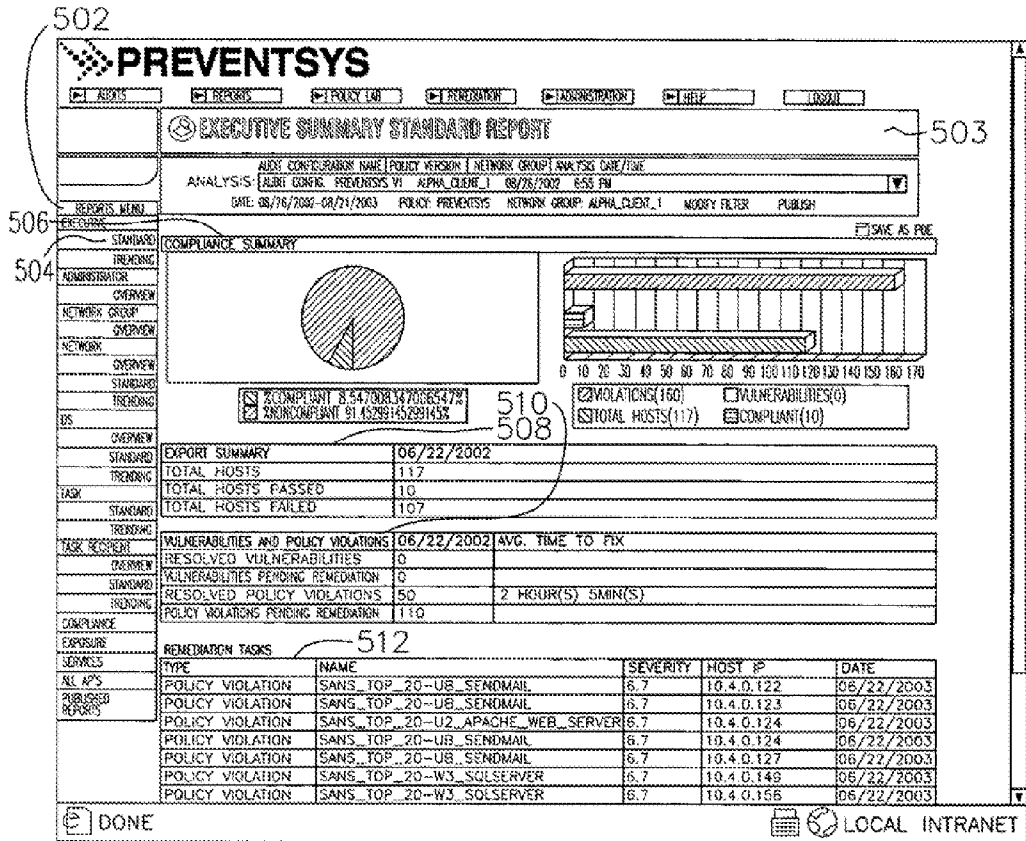 502
PREVENTSYS
AUDITS REPORTS POLICY LAB REMEDIATION ADMINISTRATION HELP LOGOUT
EXECUTIVE SUMMARY STANDARD REPORT
503
AUDIT CONFIGURATION NAME POLICY VERSION NETWORK GROUP ANALYSIS DATE/TIME
ANALYSIS: AUDIT CONFIG. PREVENTSYS V1 ALPHA_CLIENT_1 08/26/2002 6:55 PM
DATE: 08/26/2002-08/21/2003 POLICY: PREVENTSYS NETWORK GROUP: ALPHA_CLIENT_1 MODIFY FILTER PUBLISH
REPORTS MENU
506
EXECUTIVE
STANDARD
504
TRENDING
ADMINISTRATOR
OVERVIEW
NETWORK GROUP
OVERVIEW
NETWORK
OVERVIEW
STANDARD
TRENDING
OS
OVERVIEW
STANDARD
TRENDING
TASK
STANDARD
TRENDING
TASK RECIPIENT
OVERVIEW
STANDARD
TRENDING
COMPLIANCE
EXPOSURE
SERVICES
ALL AP'S
PUBLISHED
REPORTS
SAVE AS
COMPLIANCE SUMMARY
0 10 20 30 40 50 60 70 80 90 100 110 120 130 140 150 160 170
%COMPLIANT
%NONCOMPLIANT 91.45299145299145%
VIOLATIONS(160) VULNERABILITIES(0)
TOTAL HOSTS(117) COMPLIANT(10)
510
508
EXPORT SUMMARY 06/22/2002
TOTAL HOSTS 117
TOTAL HOSTS PASSED 10
TOTAL HOSTS FAILED 107
VULNERABILITIES AND POLICY VIOLATIONS 06/22/2002 AVG. TIME TO FIX
RESOLVED VULNERABILITIES 0
VULNERABILITIES PENDING REMEDIATION 0
RESOLVED POLICY VIOLATIONS 50 2 HOUR(S) 5MIN(S)
POLICY VIOLATIONS PENDING REMEDIATION 110
512
REMEDIATION TASKS
TYPE NAME SEVERITY HOST IP DATE
POLICY VIOLATION SANS_TOP_20-U8_SENDMAIL 6.7 10.4.0.122 06/22/2003
POLICY VIOLATION SANS_TOP_20-U8_SENDMAIL 6.7 10.4.0.123 06/22/2003
POLICY VIOLATION SANS_TOP_20-U2_APACHE_WEB_SERVER 6.7 10.4.0.124 06/22/2003
POLICY VIOLATION SANS_TOP_20-U8_SENDMAIL 6.7 10.4.0.124 06/22/2003
POLICY VIOLATION SANS_TOP_20-U8_SENDMAIL 6.7 10.4.0.127 06/22/2003
POLICY VIOLATION SANS_TOP_20-W3_SQLSERVER 6.7 10.4.0.149 06/22/2003
POLICY VIOLATION SANS_TOP_20-W3_SQLSERVER 6.7 10.4.0.156 06/22/2003
DONE LOCAL INTRANET